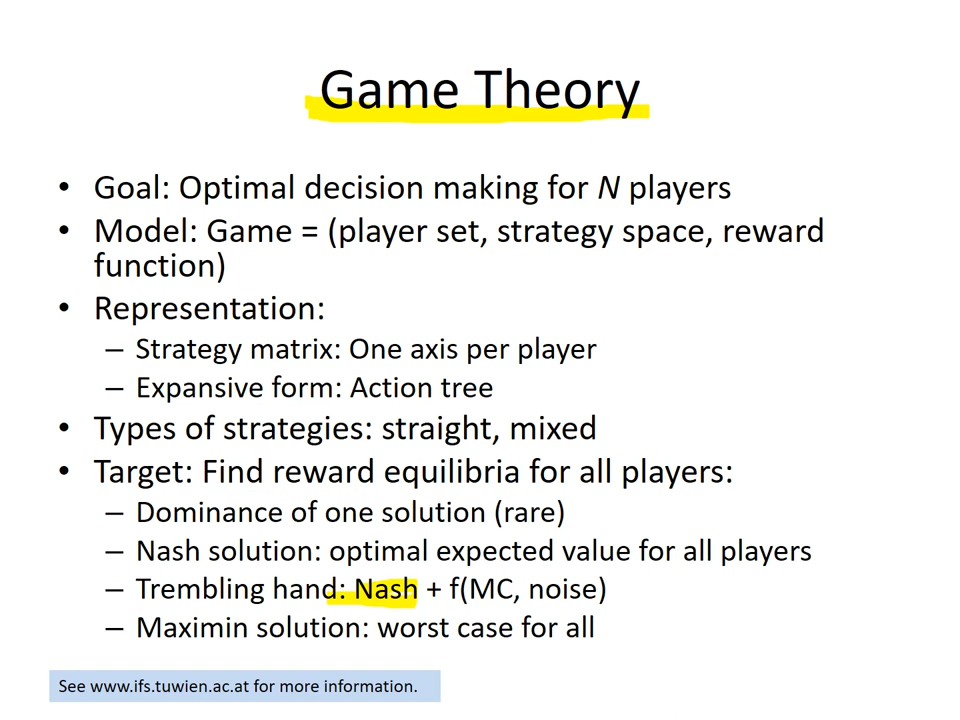 Game Theory
• Goal: Optimal decision making for N players
• Model: Game = (player set, strategy space, reward
function)
• Representation:
– Strategy matrix: One axis per player
– Expansive form: Action tree
• Types of strategies: straight, mixed
• Target: Find reward equilibria for all players:
– Dominance of one solution (rare)
– Nash solution: optimal expected value for all players
– Trembling hand: Nash + f(MC, noise)
– Maximin solution: worst case for all
See www.ifs.tuwien.ac.at for more information.